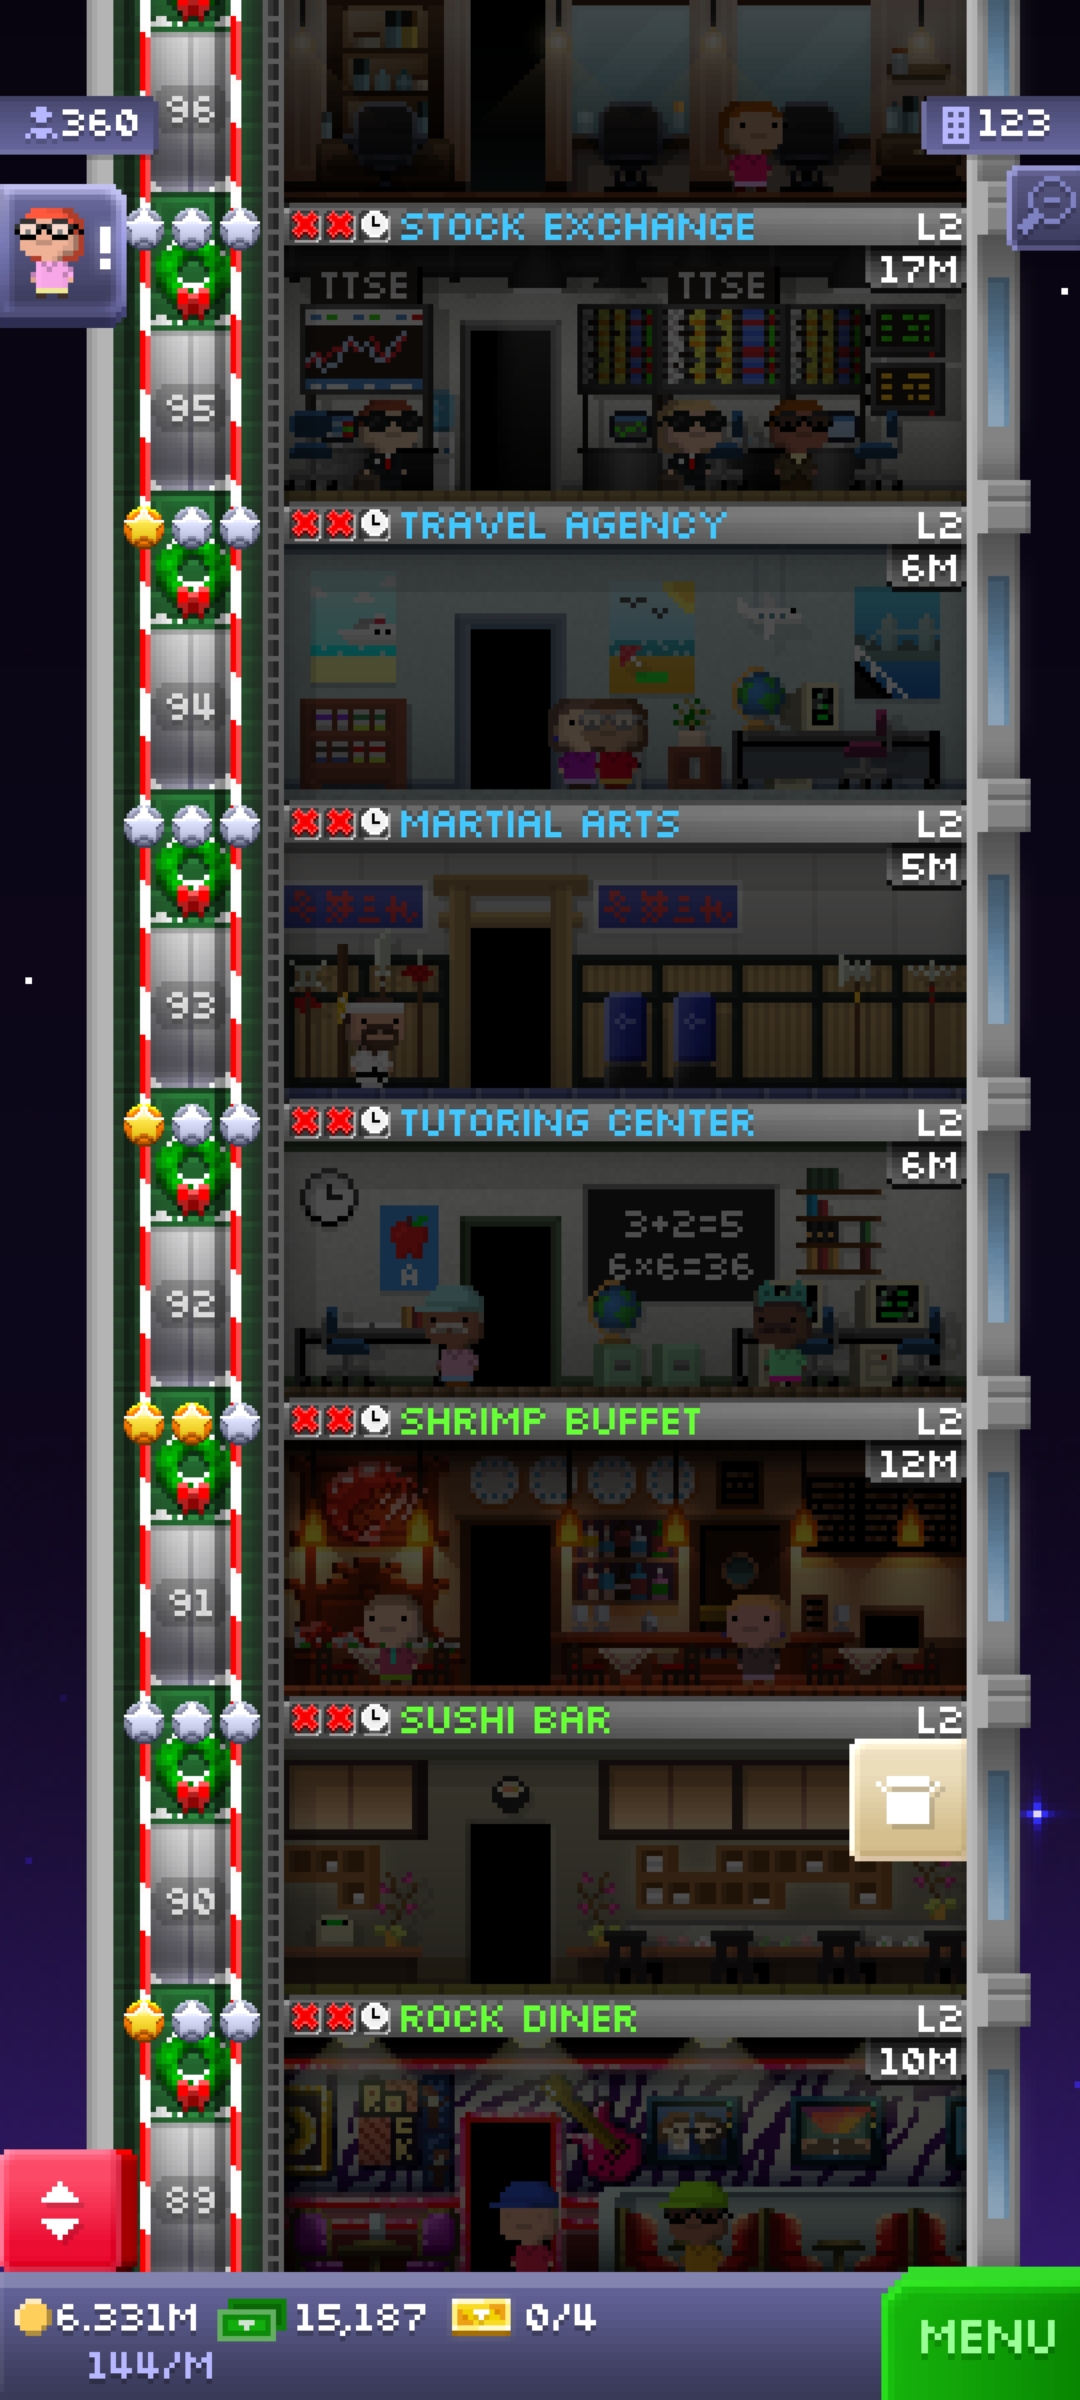 96
360
123
!
STOCK EXCHANGE L2
17M
TTSE TTSE
95
TRAVEL AGENCY L2
6M
94
MARTIAL ARTS L2
5M
93
TUTORING CENTER L2
6M
3+2=5
A
6x6=36
92
SHRIMP BUFFET L2
12M
91
SUSHI BAR L2
90
ROCK DINER L2
10M
89
6.331M 15,187 0/4
144/M
MENU